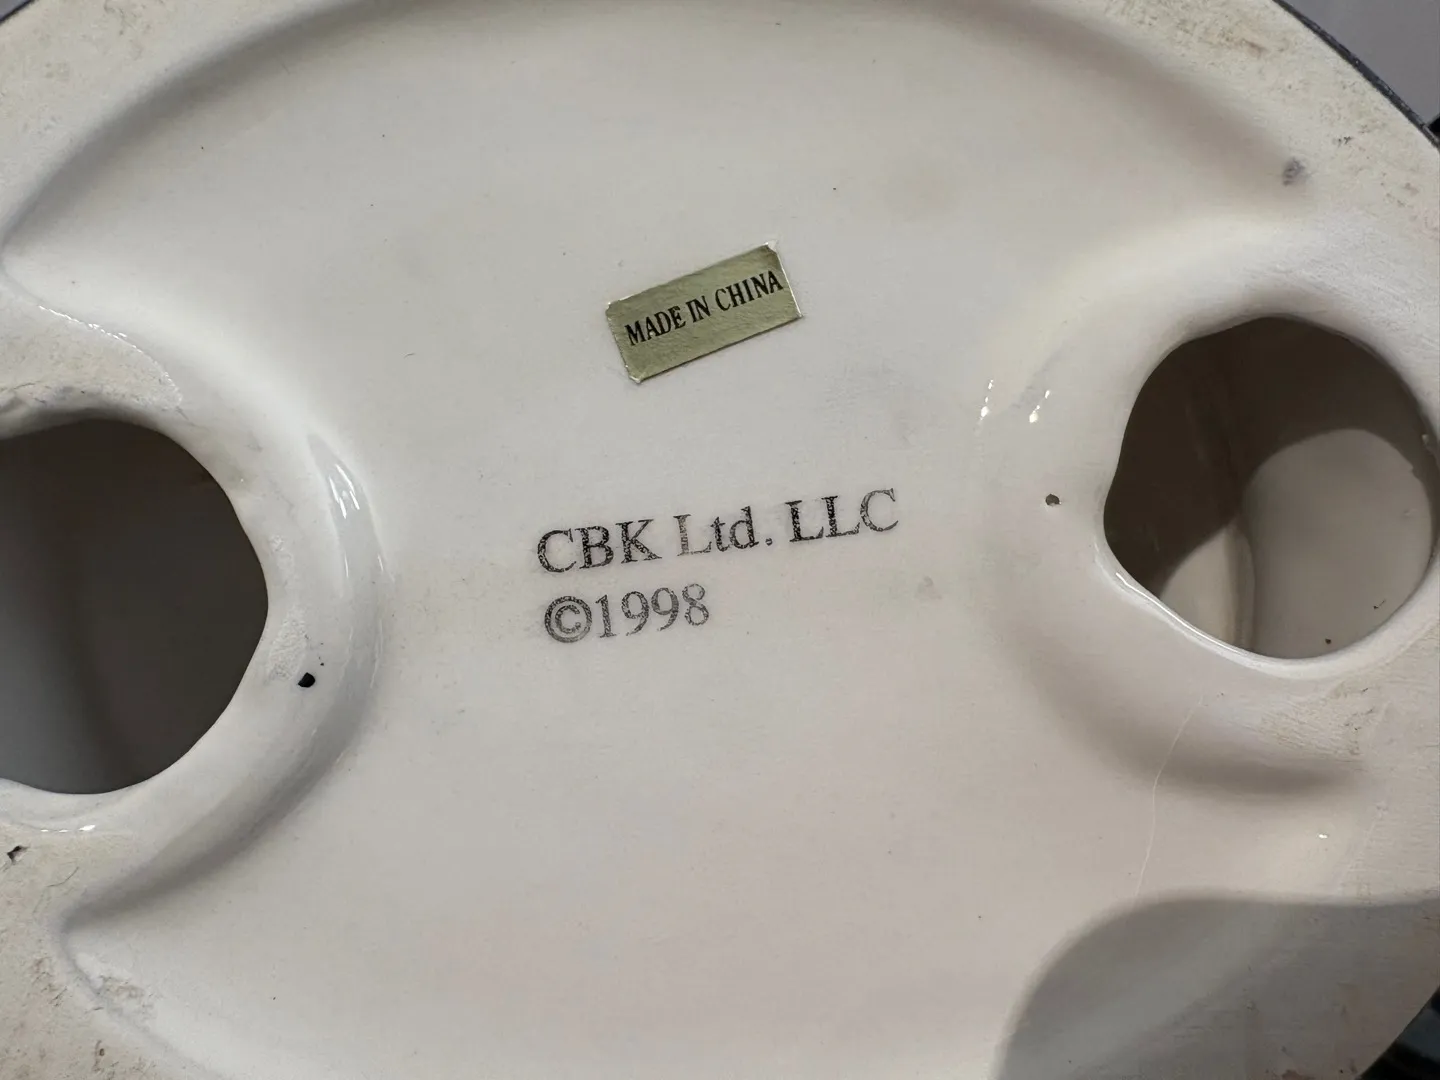 MADE IN CHINA
CBK Ltd. LLC
©1998